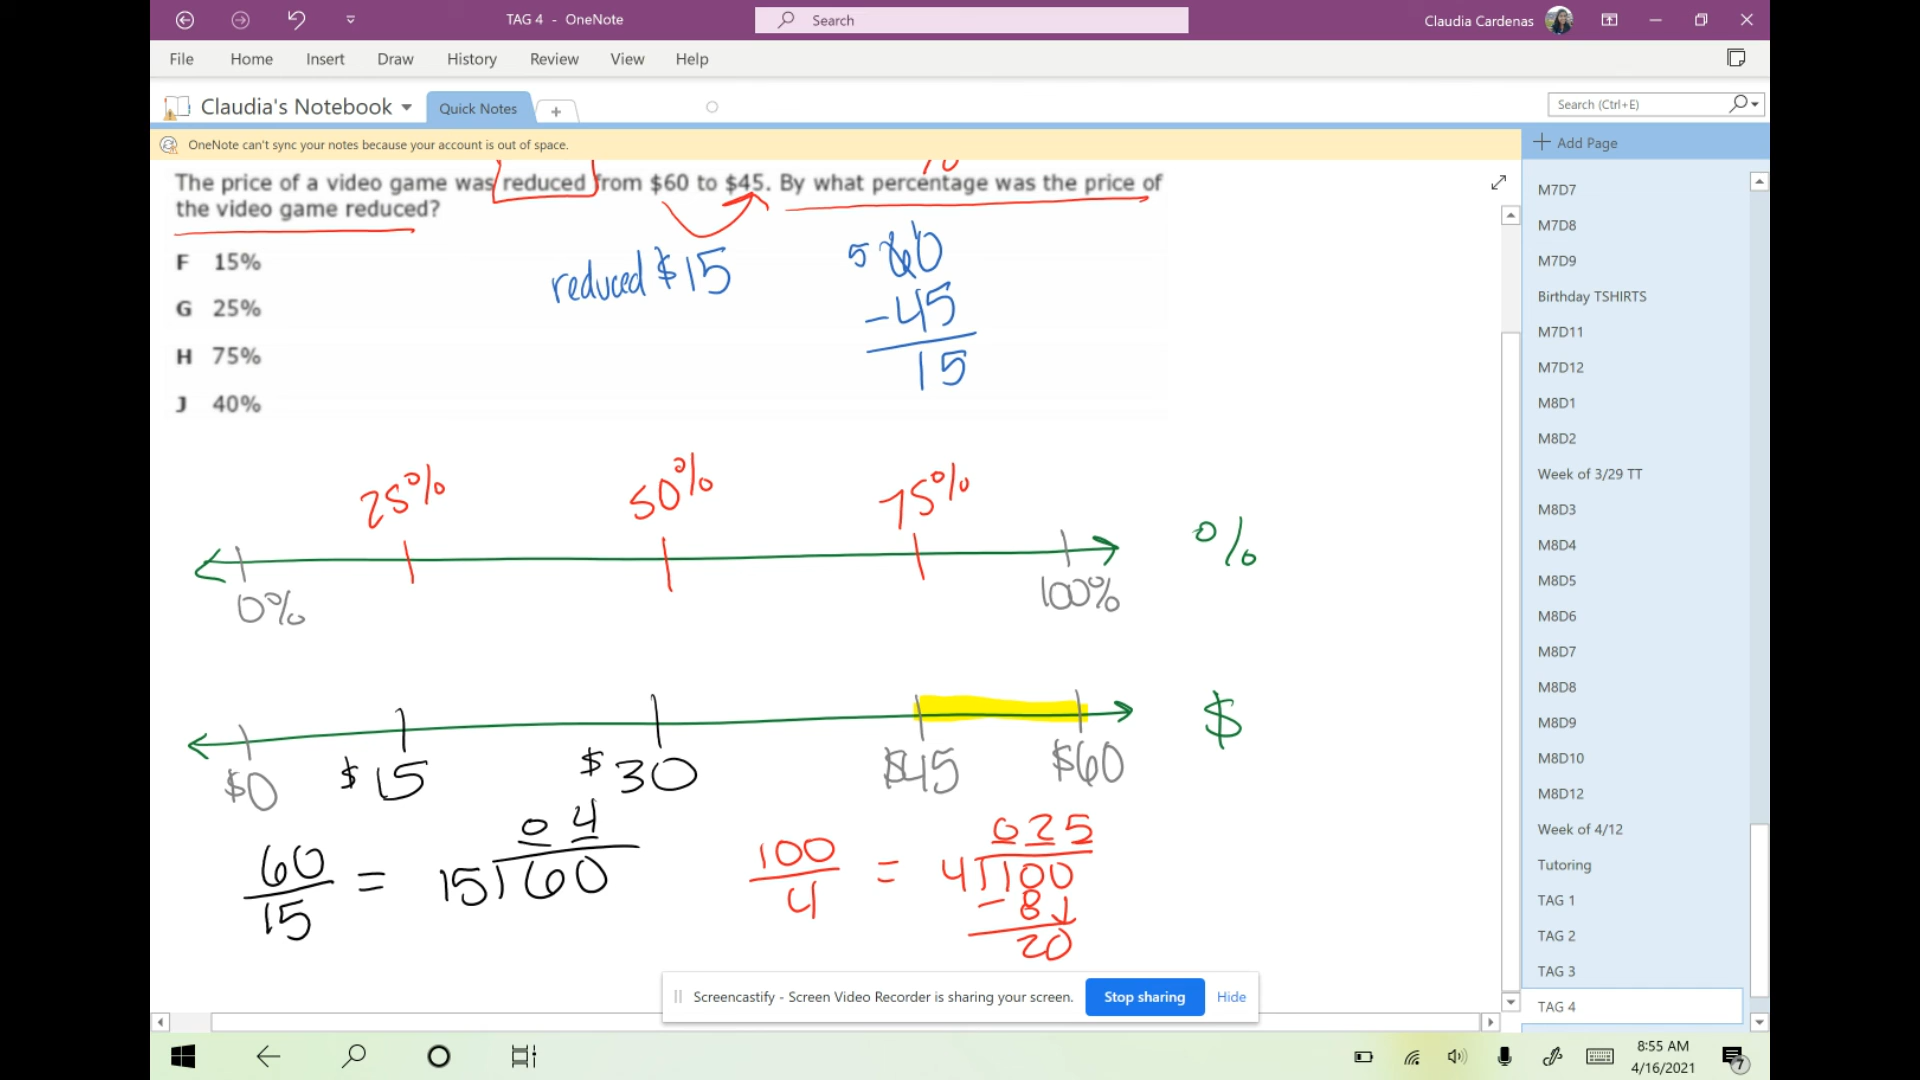 TAG 4 - OneNote
Search
Claudia Cardenas
File Home Insert Draw History Review View Help
Claudia's Notebook
Quick Notes
Search (Ctrl+E)
OneNote can't sync your notes because your account is out of space.
Add Page
The price of a video game was reduced from $60 to $45. By what percentage was the price of
the video game reduced?
F 15%
G 25%
H 75%
J 40%
reduced $15
5 60
-45
15
25% 50% 75%
%
0% 100%
$
$0 $15 $30 $45 $60
04
60/15 = 15)60
025
100/4 = 4)100
- 8
20
M7D7
M7D8
M7D9
Birthday TSHIRTS
M7D11
M7D12
M8D1
M8D2
Week of 3/29 TT
M8D3
M8D4
M8D5
M8D6
M8D7
M8D8
M8D9
M8D10
M8D12
Week of 4/12
Tutoring
TAG 1
TAG 2
TAG 3
TAG 4
Screencastify - Screen Video Recorder is sharing your screen. Stop sharing Hide
8:55 AM
4/16/2021
7